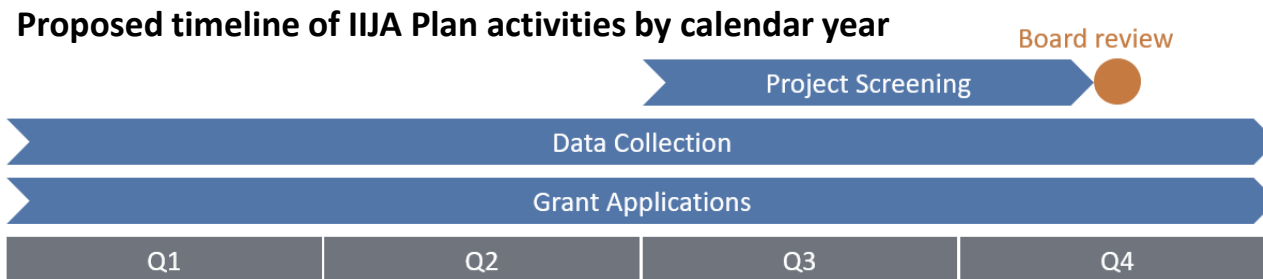 Proposed timeline of IIJA Plan activities by calendar year
Board review
Project Screening
Data Collection
Grant Applications
Q1 Q2 Q3 Q4